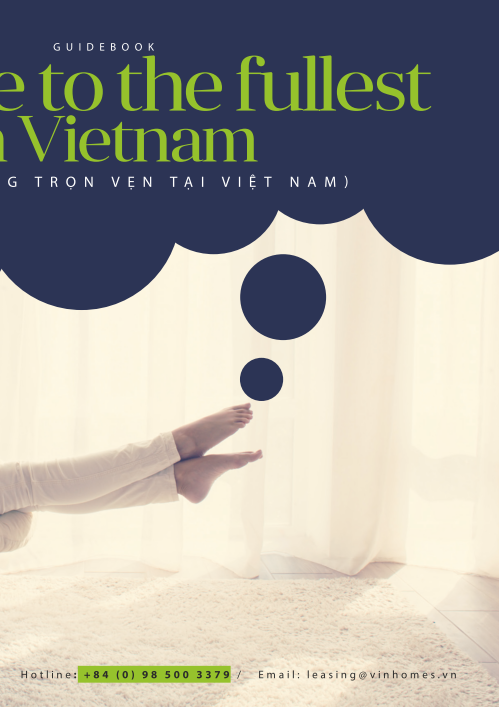 GUIDEBOOK
e to the fullest
n Vietnam
G TRỌN VẸN TẠI VIỆT NAM)
Hotline: +84 (0) 98 500 3379 / Email: leasing@vinhomes.vn